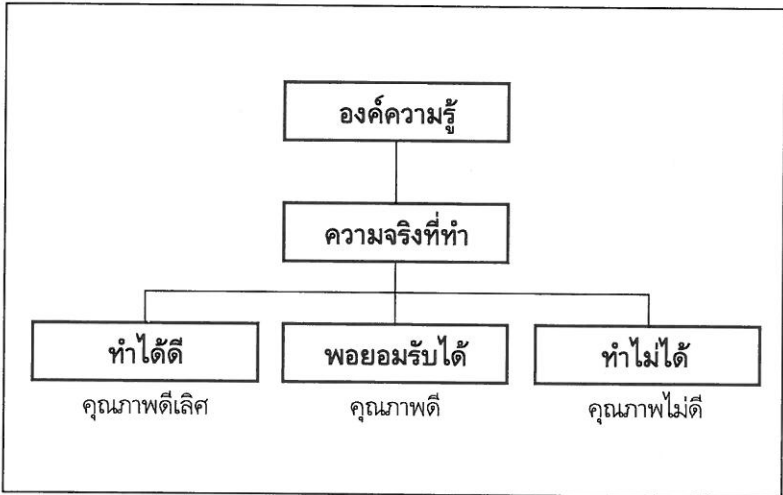 องค์ความรู้
ความจริงที่ทำ
ทำได้ดี พอยอมรับได้ ทำไม่ได้
คุณภาพดีเลิศ คุณภาพดี คุณภาพไม่ดี